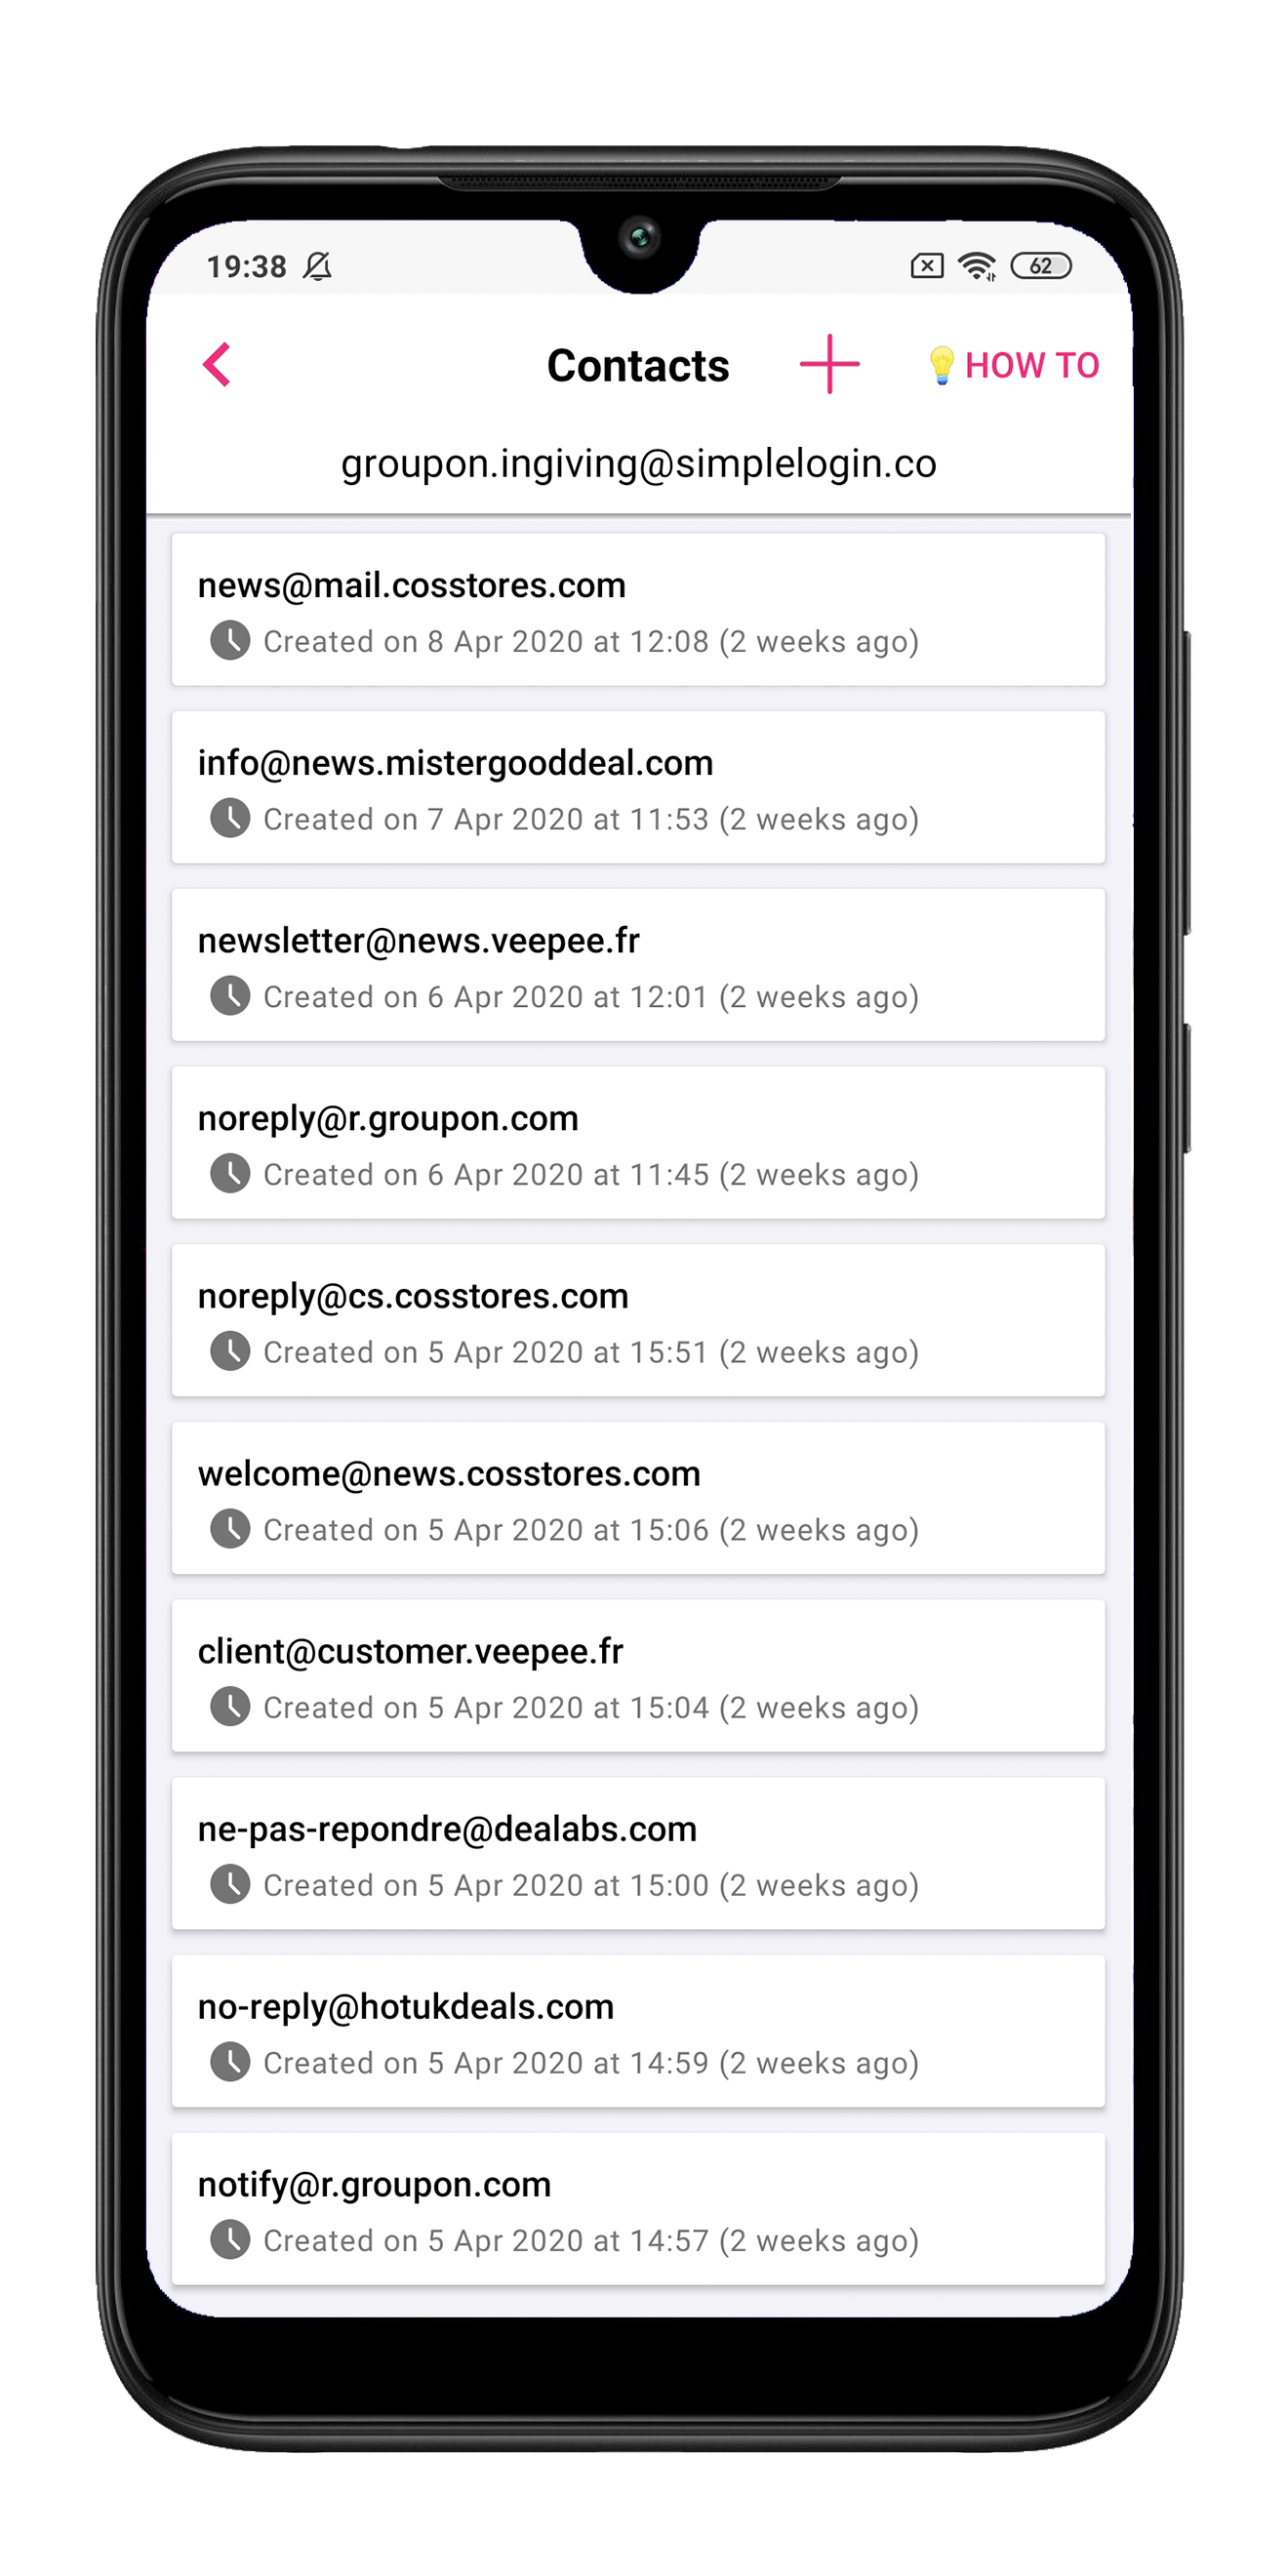 19:38
62
Contacts
HOW TO
groupon.ingiving@simplelogin.co
news@mail.cosstores.com
Created on 8 Apr 2020 at 12:08 (2 weeks ago)
info@news.mistergooddeal.com
Created on 7 Apr 2020 at 11:53 (2 weeks ago)
newsletter@news.veepee.fr
Created on 6 Apr 2020 at 12:01 (2 weeks ago)
noreply@r.groupon.com
Created on 6 Apr 2020 at 11:45 (2 weeks ago)
noreply@cs.cosstores.com
Created on 5 Apr 2020 at 15:51 (2 weeks ago)
welcome@news.cosstores.com
Created on 5 Apr 2020 at 15:06 (2 weeks ago)
client@customer.veepee.fr
Created on 5 Apr 2020 at 15:04 (2 weeks ago)
ne-pas-repondre@dealabs.com
Created on 5 Apr 2020 at 15:00 (2 weeks ago)
no-reply@hotukdeals.com
Created on 5 Apr 2020 at 14:59 (2 weeks ago)
notify@r.groupon.com
Created on 5 Apr 2020 at 14:57 (2 weeks ago)